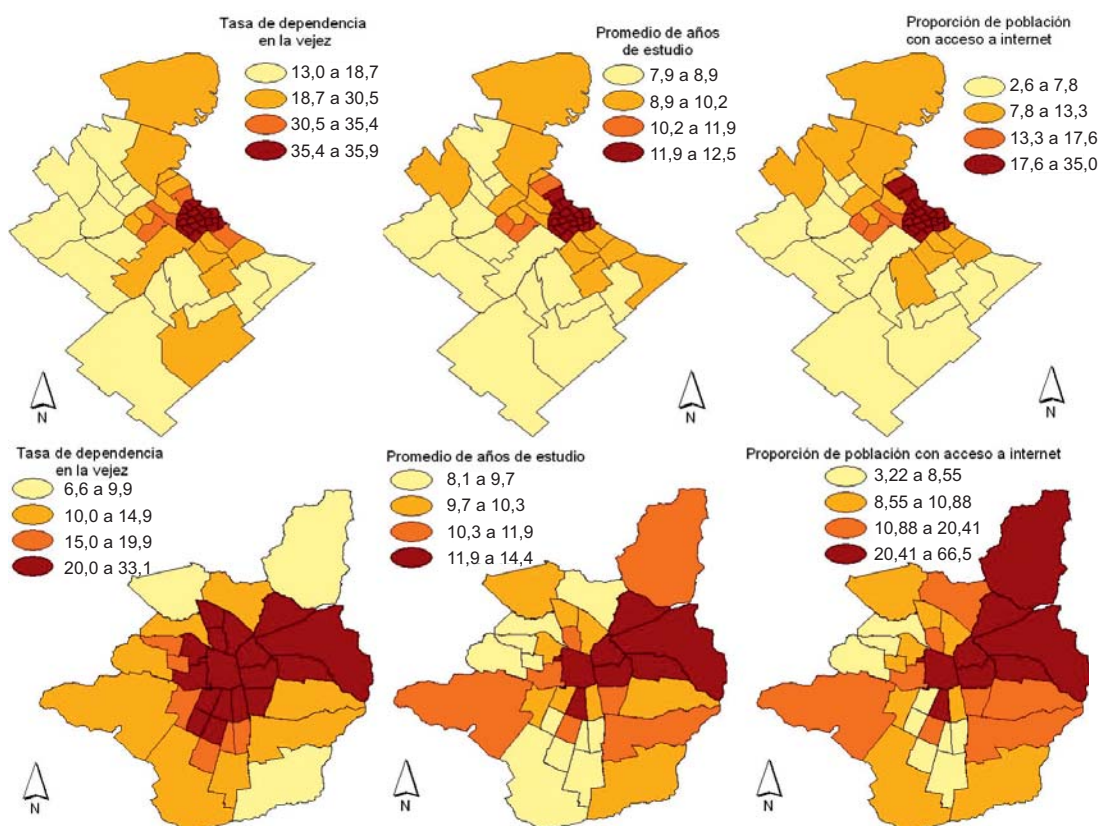 Tasa de dependencia
en la vejez
13,0 a 18,7
18,7 a 30,5
30,5 a 35,4
35,4 a 35,9
N
Promedio de años
de estudio
7,9 a 8,9
8,9 a 10,2
10,2 a 11,9
11,9 a 12,5
N
Proporción de población
con acceso a internet
2,6 a 7,8
7,8 a 13,3
13,3 a 17,6
17,6 a 35,0
N
Tasa de dependencia
en la vejez
6,6 a 9,9
10,0 a 14,9
15,0 a 19,9
20,0 a 33,1
N
Promedio de años de estudio
8,1 a 9,7
9,7 a 10,3
10,3 a 11,9
11,9 a 14,4
N
Proporción de población con acceso a internet
3,22 a 8,55
8,55 a 10,88
10,88 a 20,41
20,41 a 66,5
N